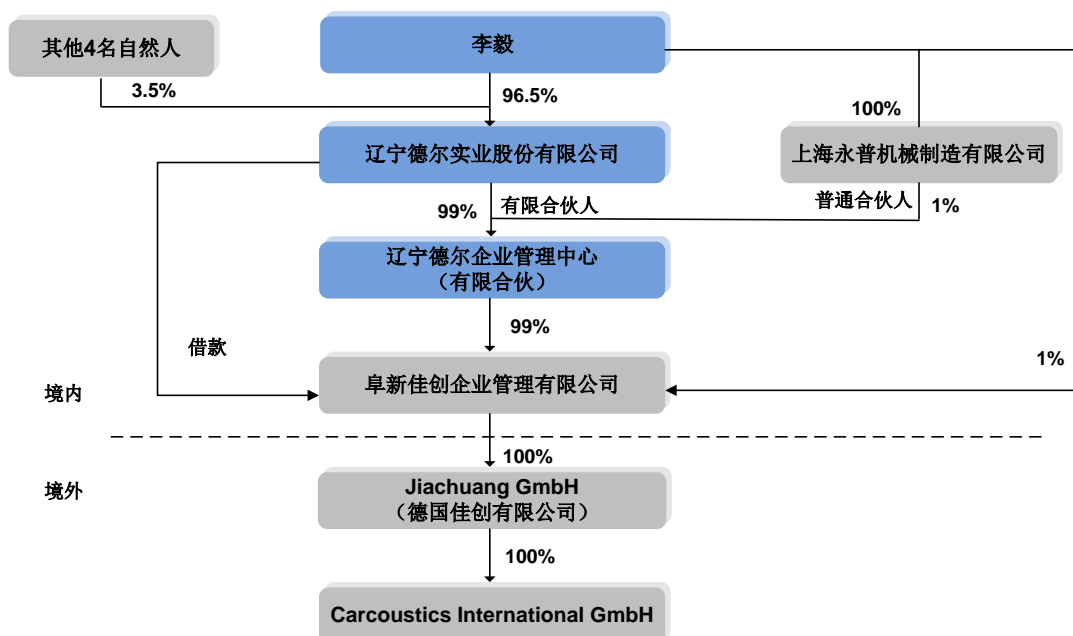 其他4名自然人
李毅
3.5%
96.5%
100%
辽宁德尔实业股份有限公司
上海永普机械制造有限公司
99%
有限合伙人
普通合伙人
1%
辽宁德尔企业管理中心
（有限合伙）
99%
借款
1%
境内
阜新佳创企业管理有限公司
100%
境外
Jiachuang GmbH
（德国佳创有限公司）
100%
Carcoustics International GmbH